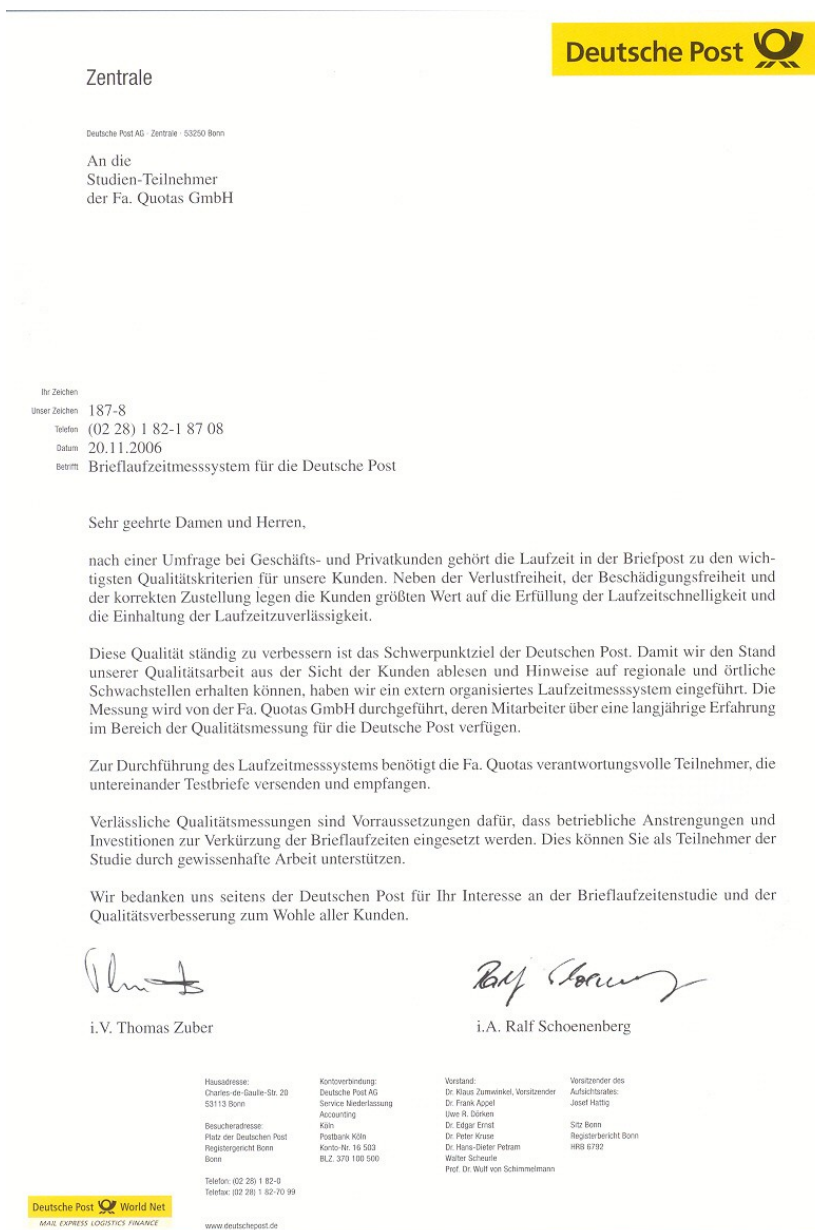 Deutsche Post
Zentrale
Deutsche Post AG · Zentrale · 53250 Bonn
An die
Studien-Teilnehmer
der Fa. Quotas GmbH
Ihr Zeichen
Unser Zeichen 187-8
Telefon (02 28) 1 82-1 87 08
Datum 20.11.2006
Betrifft Brieflaufzeitmesssystem für die Deutsche Post
Sehr geehrte Damen und Herren,
nach einer Umfrage bei Geschäfts- und Privatkunden gehört die Laufzeit in der Briefpost zu den wich-
tigsten Qualitätskriterien für unsere Kunden. Neben der Verlustfreiheit, der Beschädigungsfreiheit und
der korrekten Zustellung legen die Kunden größten Wert auf die Erfüllung der Laufzeitschnelligkeit und
die Einhaltung der Laufzeitzuverlässigkeit.
Diese Qualität ständig zu verbessern ist das Schwerpunktziel der Deutschen Post. Damit wir den Stand
unserer Qualitätsarbeit aus der Sicht der Kunden ablesen und Hinweise auf regionale und örtliche
Schwachstellen erhalten können, haben wir ein extern organisiertes Laufzeitmesssystem eingeführt. Die
Messung wird von der Fa. Quotas GmbH durchgeführt, deren Mitarbeiter über eine langjährige Erfahrung
im Bereich der Qualitätsmessung für die Deutsche Post verfügen.
Zur Durchführung des Laufzeitmesssystems benötigt die Fa. Quotas verantwortungsvolle Teilnehmer, die
untereinander Testbriefe versenden und empfangen.
Verlässliche Qualitätsmessungen sind Vorraussetzungen dafür, dass betriebliche Anstrengungen und
Investitionen zur Verkürzung der Brieflaufzeiten eingesetzt werden. Dies können Sie als Teilnehmer der
Studie durch gewissenhafte Arbeit unterstützen.
Wir bedanken uns seitens der Deutschen Post für Ihr Interesse an der Brieflaufzeitenstudie und der
Qualitätsverbesserung zum Wohle aller Kunden.
i.V. Thomas Zuber
i.A. Ralf Schoenenberg
Hausadresse:
Charles-de-Gaulle-Str. 20
53113 Bonn
Besucheradresse:
Platz der Deutschen Post
Registergericht Bonn
Bonn
Telefon: (02 28) 1 82-0
Telefax: (02 28) 1 82-70 99
www.deutschepost.de
Kontoverbindung:
Deutsche Post AG
Service Niederlassung
Accounting
Köln
Postbank Köln
Konto-Nr. 16 503
BLZ. 370 100 500
Vorstand:
Dr. Klaus Zumwinkel, Vorsitzender
Dr. Frank Appel
Uwe R. Dörken
Dr. Edgar Ernst
Dr. Peter Kruse
Dr. Hans-Dieter Petram
Walter Scheurle
Prof. Dr. Wulf von Schimmelmann
Vorsitzender des
Aufsichtsrates:
Josef Hattig
Sitz Bonn
Registerbericht Bonn
HRB 6792
Deutsche Post World Net
MAIL EXPRESS LOGISTICS FINANCE